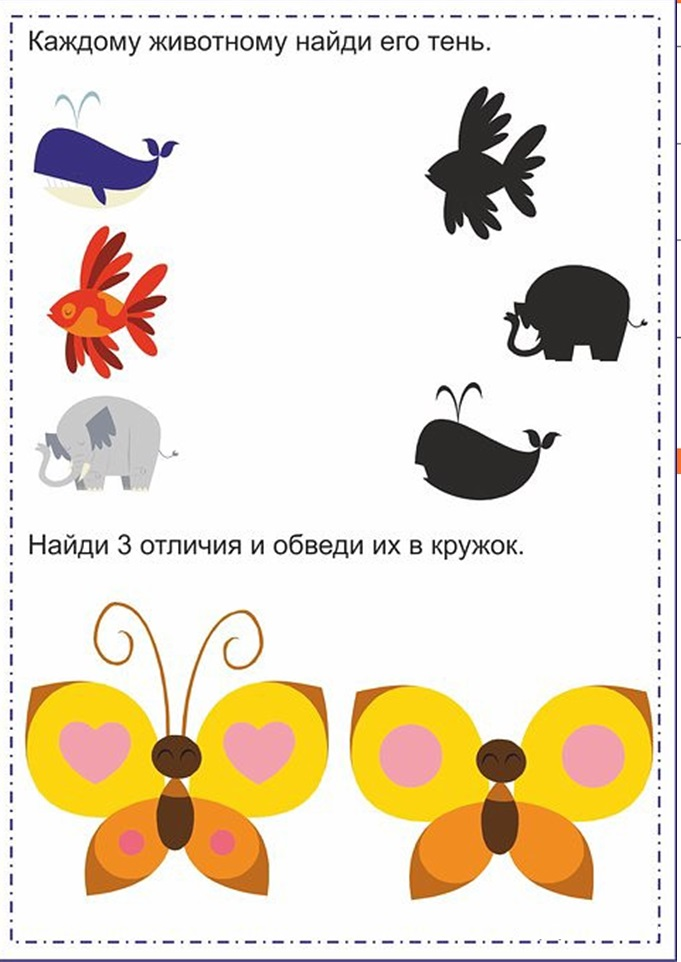 Каждому животному найди его тень.
Найди 3 отличия и обведи их в кружок.